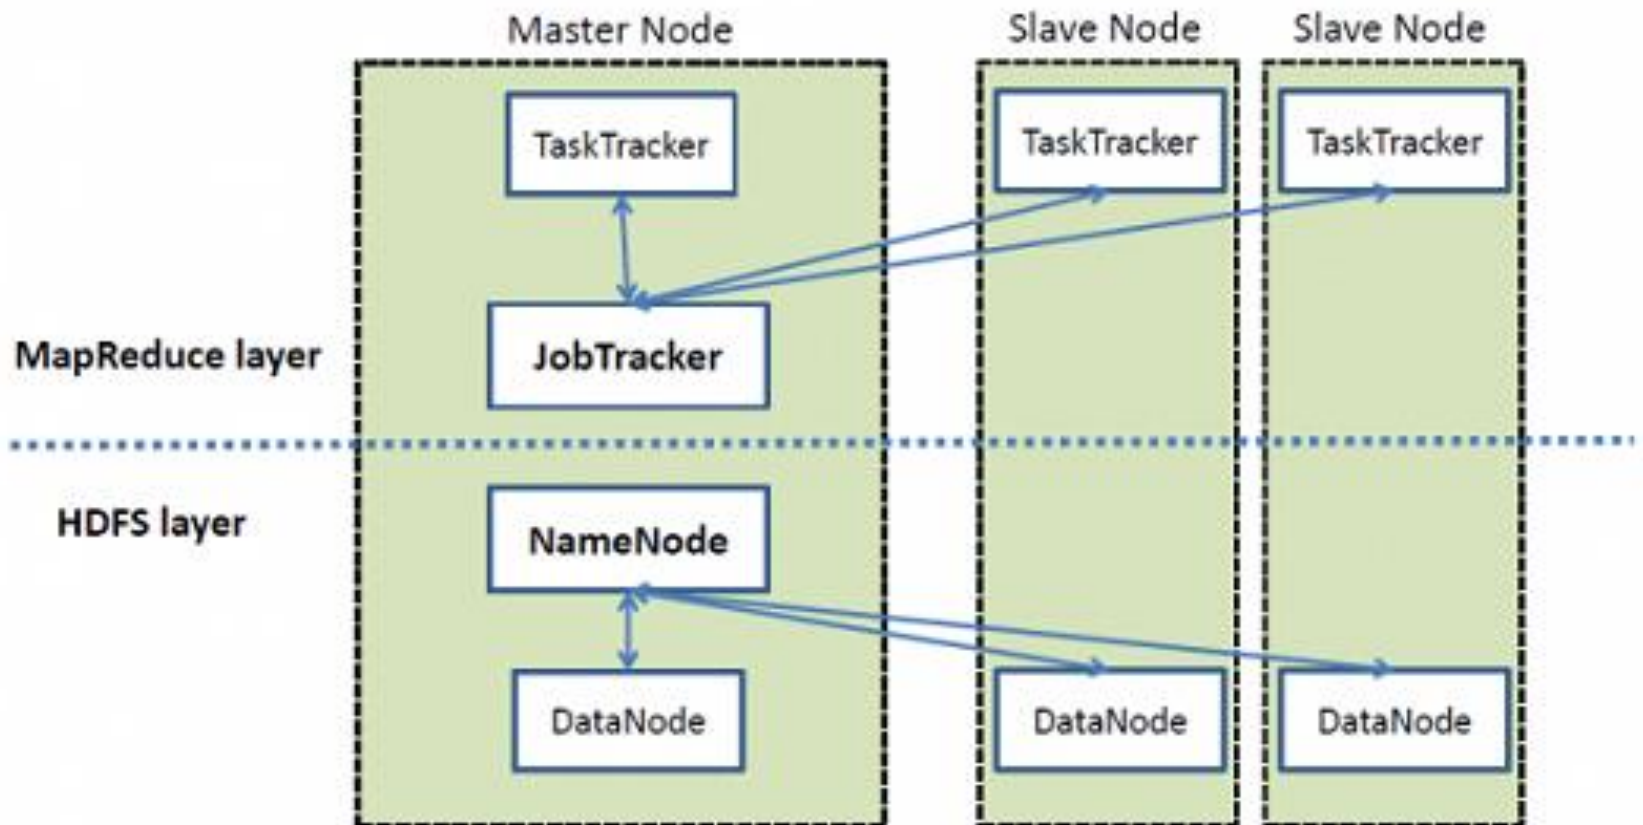 Master Node
Slave Node
Slave Node
TaskTracker
TaskTracker
TaskTracker
MapReduce layer
JobTracker
HDFS layer
NameNode
DataNode
DataNode
DataNode